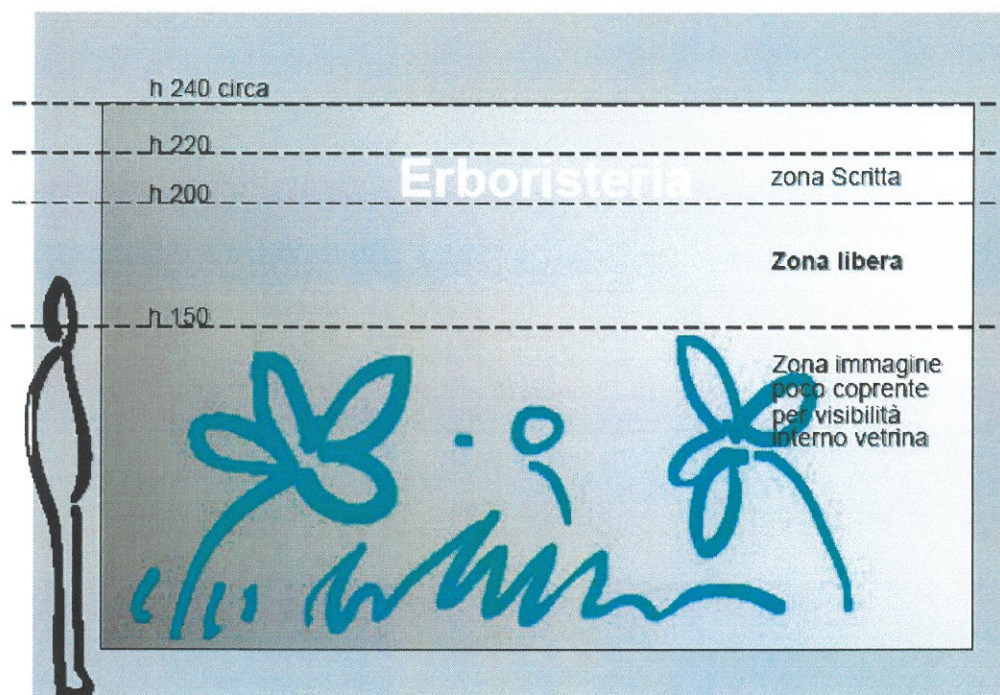 h 240 circa
h 220
Erboristeria
zona Scritta
h 200
Zona libera
h 150
Zona immagine
poco coprente
per visibilità
interno vetrina